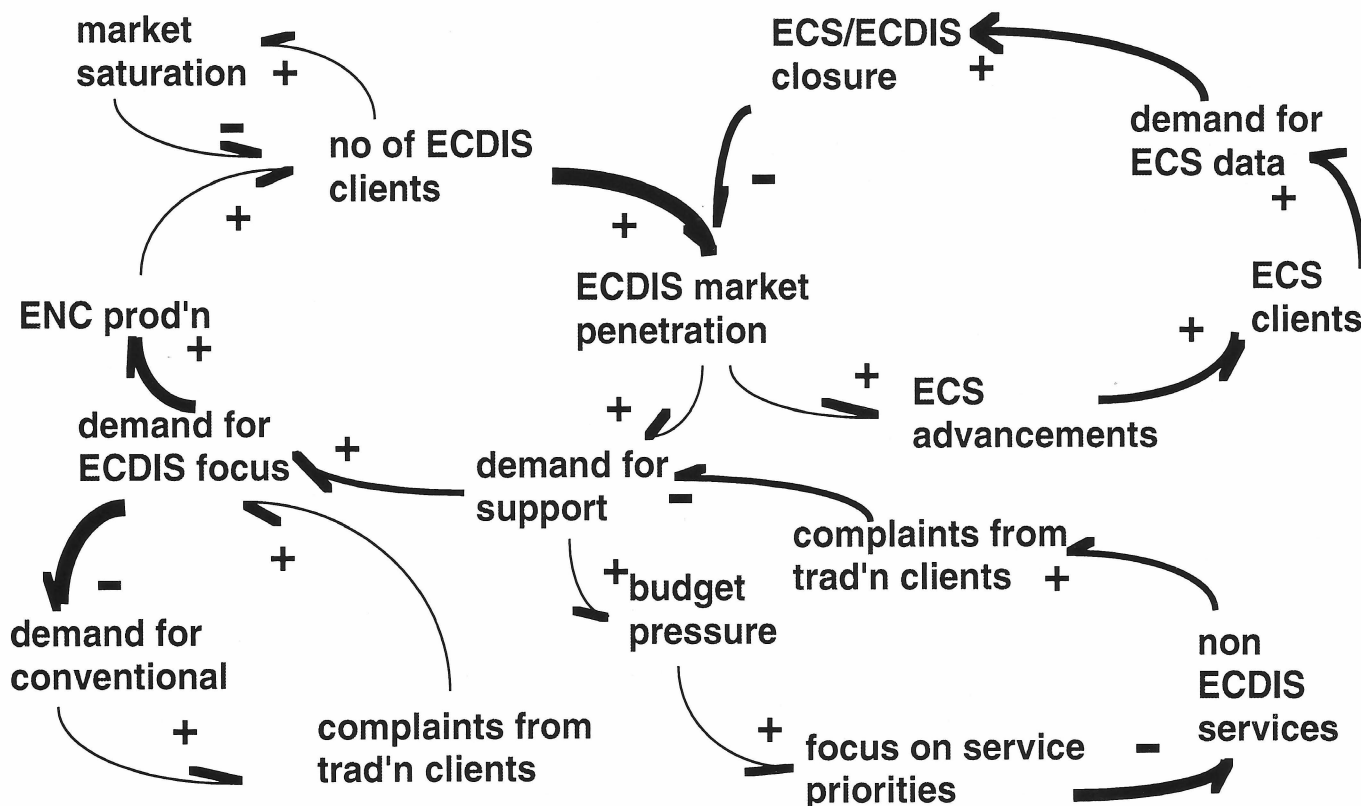 market
saturation
+
-
no of ECDIS
clients
+
+
ECS/ECDIS
closure
+
-
demand for
ECS data
+
ECS
clients
+
ECDIS market
penetration
+
+
ECS
advancements
ENC prod'n
+
demand for
ECDIS focus
+
demand for
support
-
complaints from
trad'n clients
+
+
budget
pressure
+
-
demand for
conventional
+
complaints from
trad'n clients
+
focus on service
priorities
-
non
ECDIS
services